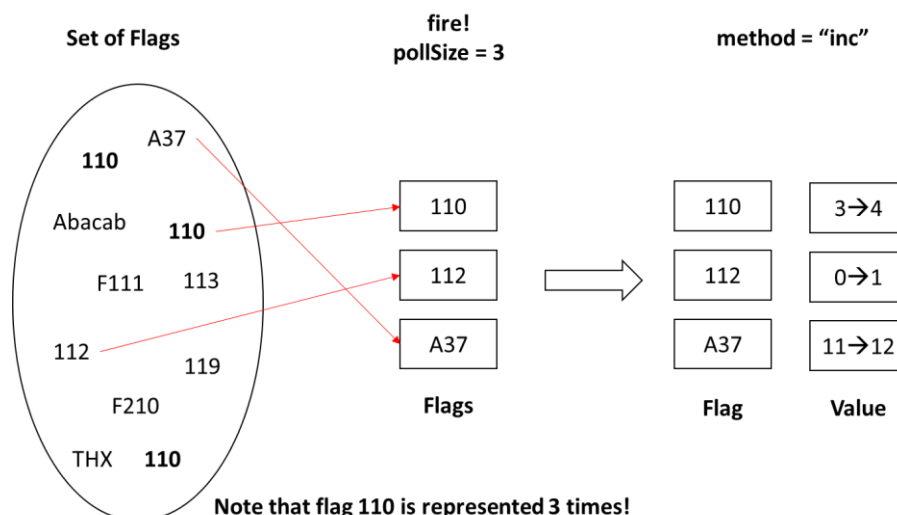 Set of Flags
fire!
pollSize = 3
method = “inc”
A37
110
Abacab
110
F111
113
112
119
F210
THX
110
110
112
A37
Flags
110
3→4
112
0→1
A37
11→12
Flag
Value
Note that flag 110 is represented 3 times!